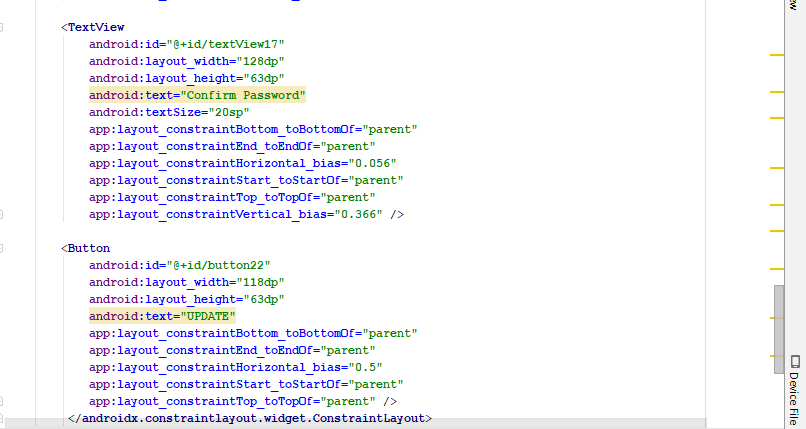 <TextView
android:id="@+id/textView17"
android:layout_width="128dp"
android:layout_height="63dp"
android:text="Confirm Password"
android:textSize="20sp"
app:layout_constraintBottom_toBottomOf="parent"
app:layout_constraintEnd_toEndOf="parent"
app:layout_constraintHorizontal_bias="0.056"
app:layout_constraintStart_toStartOf="parent"
app:layout_constraintTop_toTopOf="parent"
app:layout_constraintVertical_bias="0.366" />
<Button
android:id="@+id/button22"
android:layout_width="118dp"
android:layout_height="63dp"
android:text="UPDATE"
app:layout_constraintBottom_toBottomOf="parent"
app:layout_constraintEnd_toEndOf="parent"
app:layout_constraintHorizontal_bias="0.5"
app:layout_constraintStart_toStartOf="parent"
app:layout_constraintTop_toTopOf="parent" />
</androidx.constraintlayout.widget.ConstraintLayout>
Device File